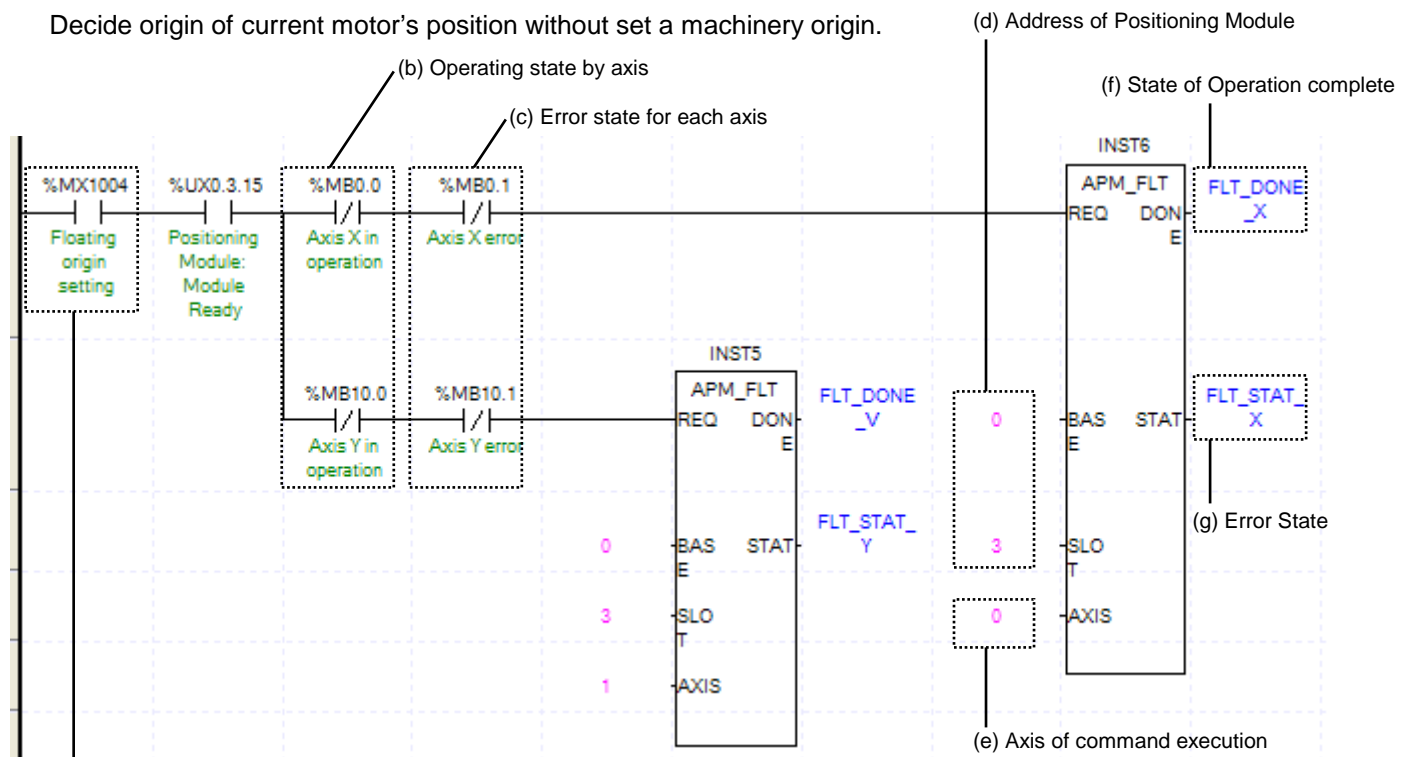 Decide origin of current motor's position without set a machinery origin.
(d) Address of Positioning Module
(b) Operating state by axis
(f) State of Operation complete
(c) Error state for each axis
INST6
%MX1004
%UX0.3.15
%MB0.0
%MB0.1
APM_FLT
FLT_DONE
_X
REQ
DON
E
Floating
origin
setting
Positioning
Module:
Module
Ready
Axis X in
operation
Axis X error
INST5
%MB10.0
%MB10.1
APM_FLT
REQ
DON
E
FLT_DONE
_V
0
BAS
E
STAT
FLT_STAT_
X
Axis Y in
operation
Axis Y error
(g) Error State
0
BAS
E
STAT
FLT_STAT_
Y
3
SLO
T
3
SLO
T
0
AXIS
1
AXIS
(e) Axis of command execution